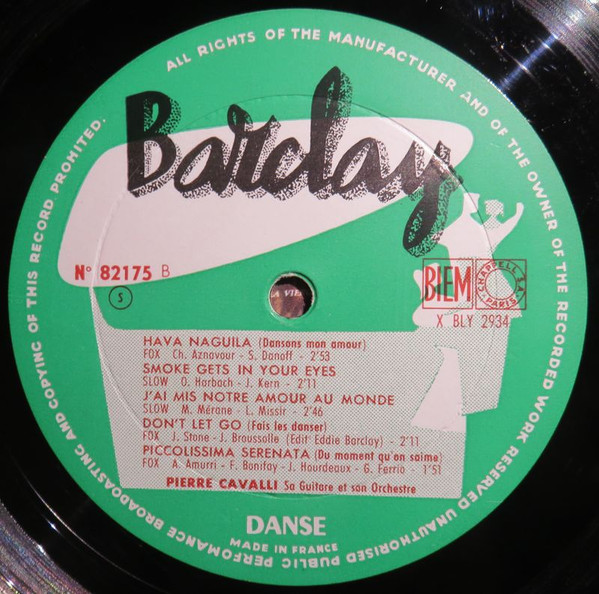 ALL RIGHTS OF THE MANUFACTURER AND OF THE OWNER OF THE RECORDED WORK RESERVED UNAUTHORISED PUBLIC PERFOMANCE BROADCASTING AND COPYING OF THIS RECORD PROHIBITED.
Barclay
N° 82175 B
S
BIEM
CHAPPELL S.A.
PARIS
X BLY 2934
HAVA NAGUILA (Dansons mon amour)
FOX Ch. Aznavour - S. Danoff - 2'53
SMOKE GETS IN YOUR EYES
SLOW O. Harbach - J. Kern - 2'11
J'AI MIS NOTRE AMOUR AU MONDE
SLOW M. Mérane - L. Missir - 2'46
DON'T LET GO (Fais les danser)
FOX J. Stone - J. Broussolle (Edit' Eddie Barclay) - 2'11
PICCOLISSIMA SERENATA (Du moment qu'on saime)
FOX A. Amurri - F. Bonifay - J. Hourdeaux - G. Ferrio - 1'51
PIERRE CAVALLI Sa Guitare et son Orchestre
DANSE
MADE IN FRANCE